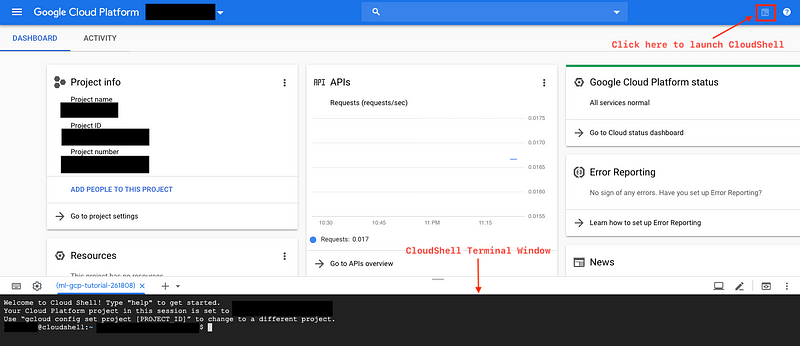 Google Cloud Platform
Click here to launch CloudShell
DASHBOARD
ACTIVITY
Project info
Project name
Project ID
Project number
ADD PEOPLE TO THIS PROJECT
Go to project settings
Resources
This project has no resources
API APIs
Requests (requests/sec)
0.0175
0.0170
0.0165
0.0160
0.0155
10:30
10:45
11 PM
11:15
Requests: 0.017
Go to APIs overview
Google Cloud Platform status
All services normal
Go to Cloud status dashboard
Error Reporting
No sign of any errors. Have you set up Error Reporting?
Learn how to set up Error Reporting
News
CloudShell Terminal Window
(ml-gcp-tutorial-261808)
Welcome to Cloud Shell! Type "help" to get started.
Your Cloud Platform project in this session is set to
Use “gcloud config set project [PROJECT_ID]” to change to a different project.
@cloudshell:~ $